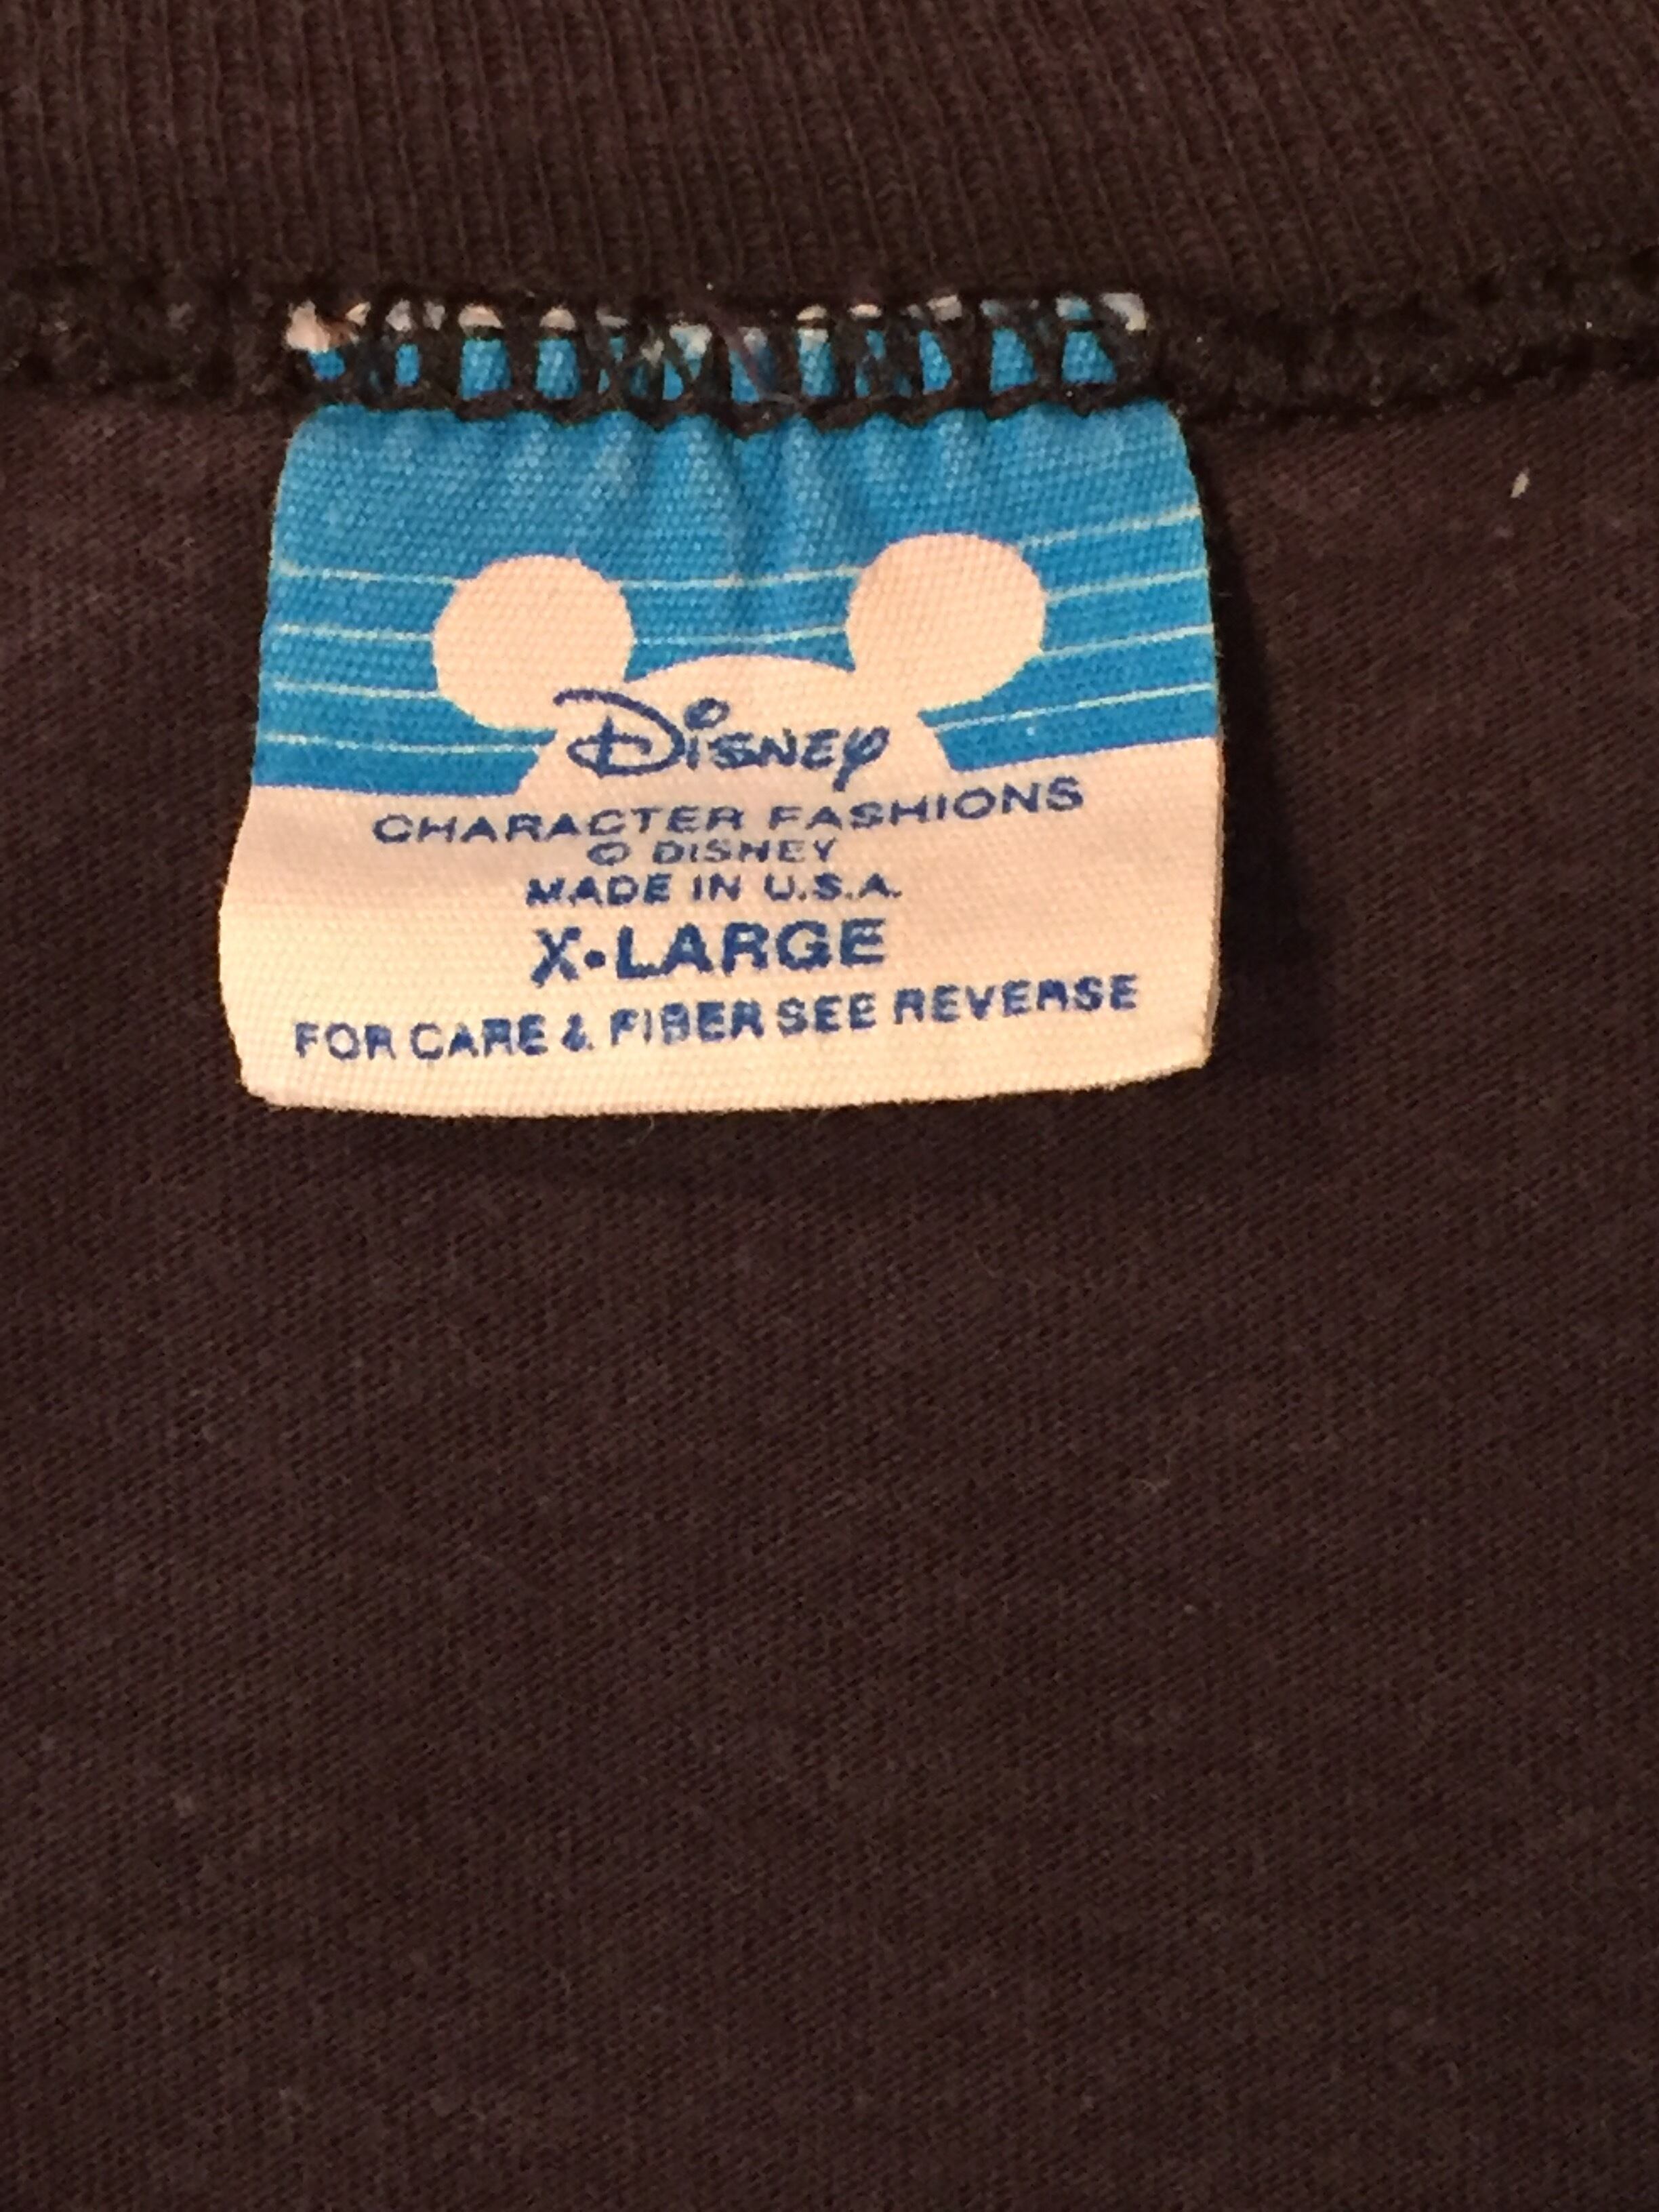 Disney
CHARACTER FASHIONS
© DISNEY
MADE IN U.S.A.
X-LARGE
FOR CARE & FIBER SEE REVERSE